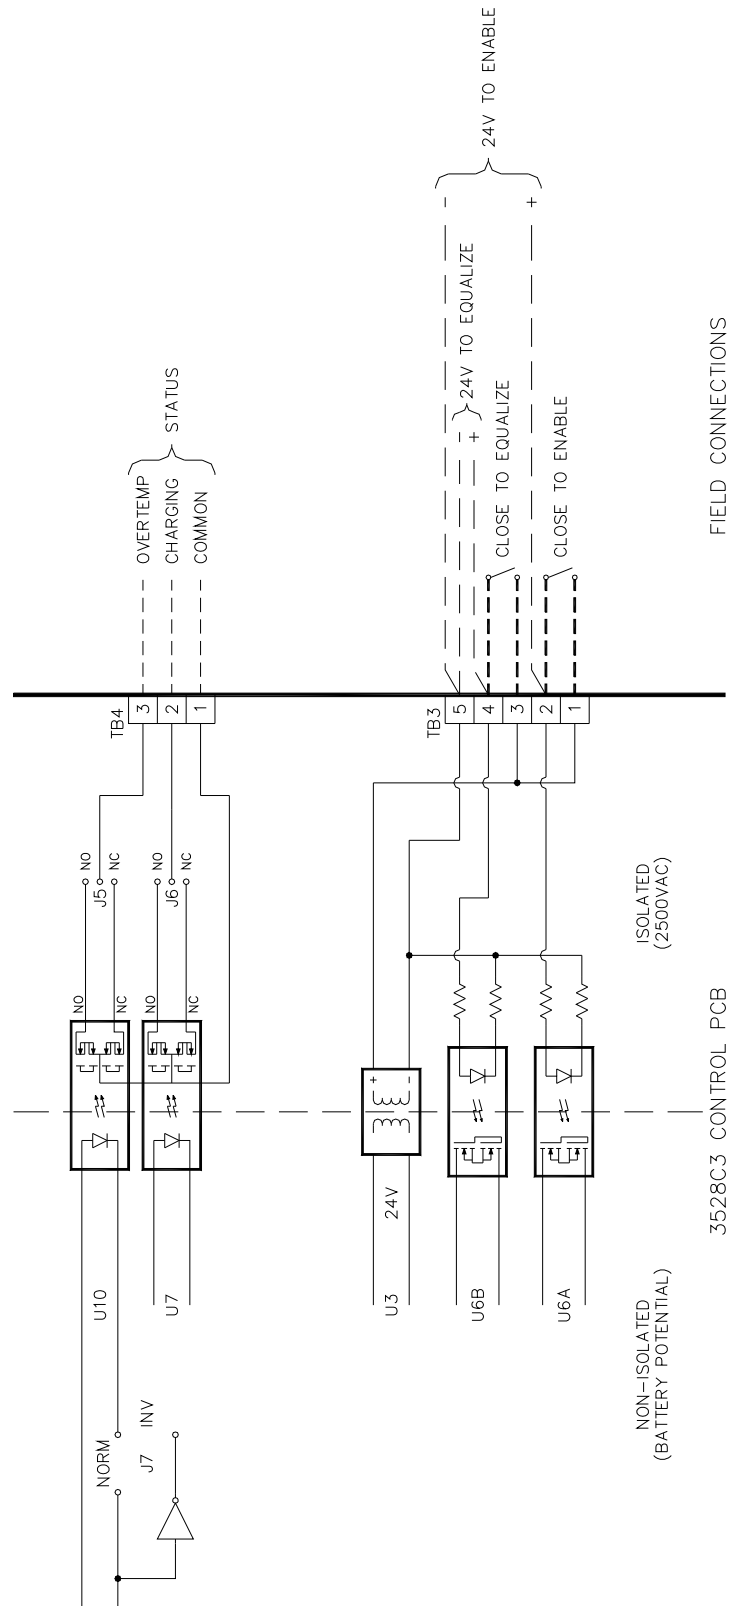 NORM
J7
INV
U10
U7
NO
NC
NO
NC
NO
J5
NC
NO
J6
NC
TB4
3
2
1
OVERTEMP
CHARGING
COMMON
STATUS
U3
24V
+
-
U6B
U6A
TB3
5
4
3
2
1
-
+
24V TO EQUALIZE
CLOSE TO EQUALIZE
CLOSE TO ENABLE
-
+
24V TO ENABLE
NON-ISOLATED
(BATTERY POTENTIAL)
ISOLATED
(2500VAC)
3528C3 CONTROL PCB
FIELD CONNECTIONS